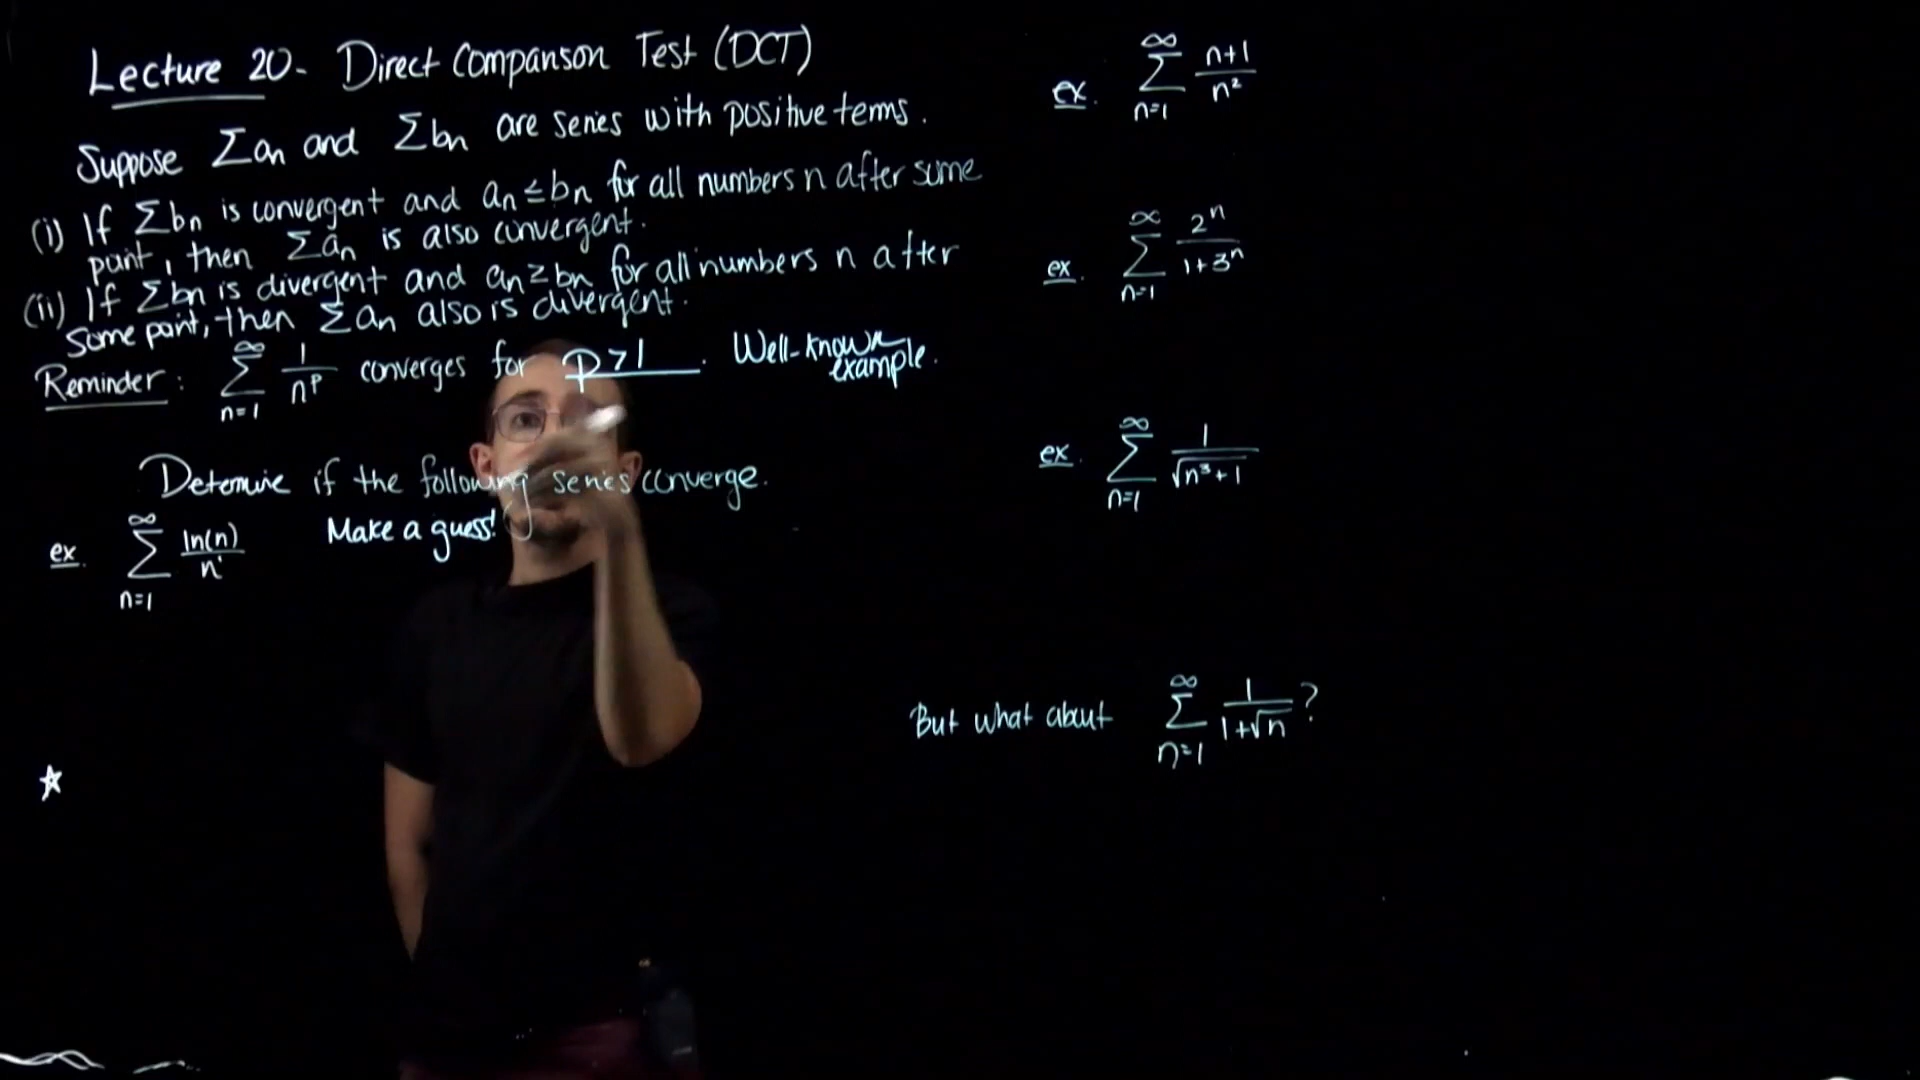 Lecture 20 - Direct Comparison Test (DCT)
Suppose Σan and Σbn are series with positive terms.
(i) If Σbn is convergent and an ≤ bn for all numbers n after some
point, then Σan is also convergent.
(ii) If Σbn is divergent and an ≥ bn for all numbers n after
some point, then Σan also is divergent.
Reminder: ∞ Σ n=1 1/n^p converges for p>1. Well-known example.
Determine if the following series converge.
ex. ∞ Σ n=1 ln(n)/n Make a guess!
☆
ex. ∞ Σ n=1 (n+1)/n²
ex. ∞ Σ n=1 2^n/(1+3^n)
ex. ∞ Σ n=1 1/√(n³+1)
But what about ∞ Σ n=1 1/(1+√n)?